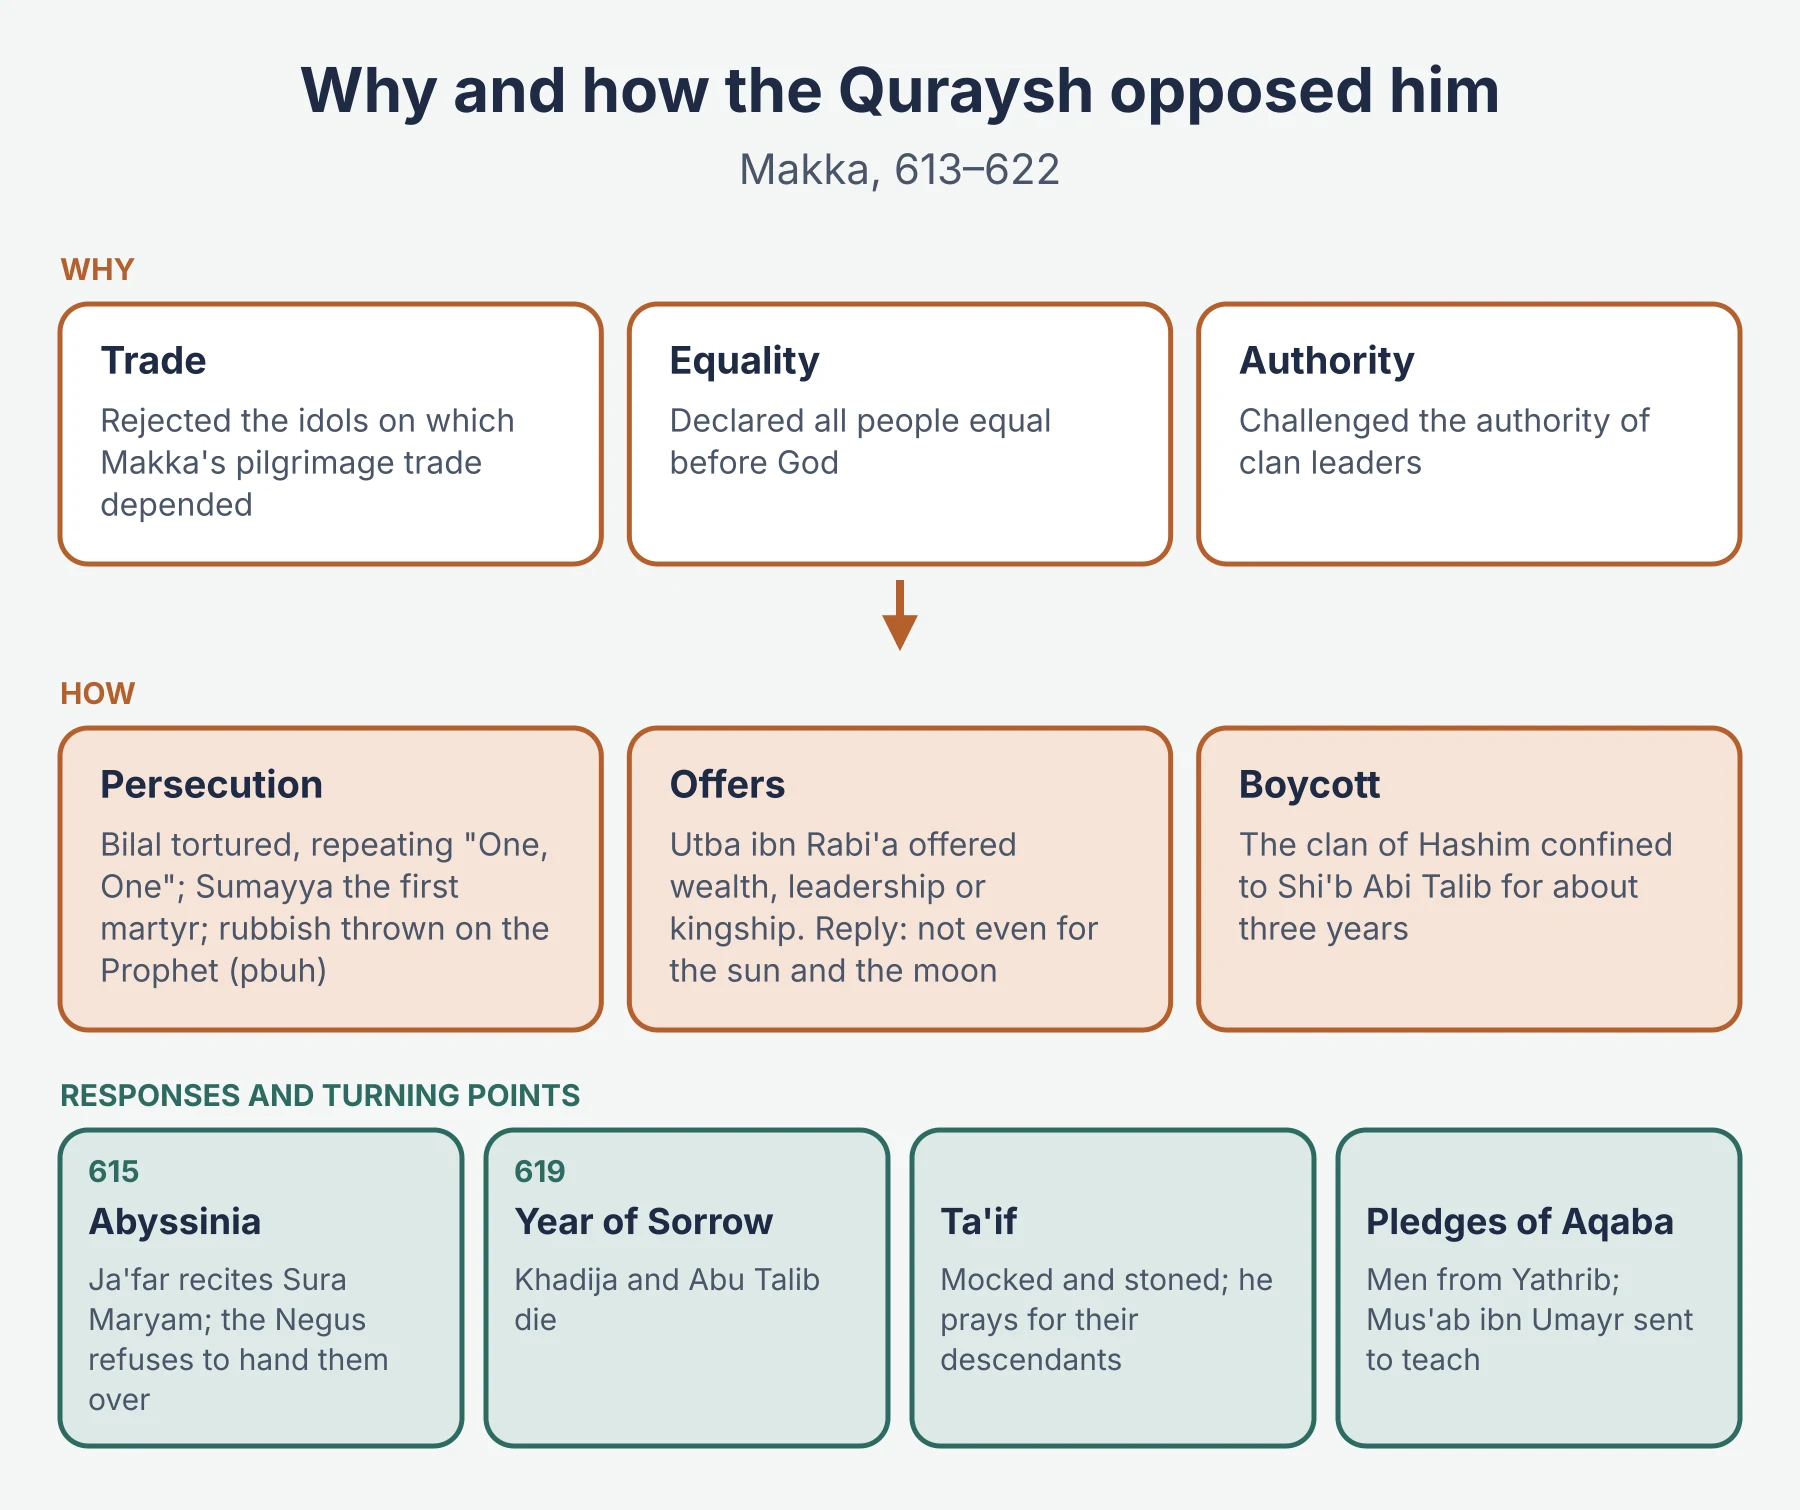 Why and how the Quraysh opposed him
Makka, 613–622
WHY
Trade
Rejected the idols on which
Makka's pilgrimage trade
depended
Equality
Declared all people equal
before God
Authority
Challenged the authority of
clan leaders
HOW
Persecution
Bilal tortured, repeating "One,
One"; Sumayya the first
martyr; rubbish thrown on the
Prophet (pbuh)
Offers
Utba ibn Rabi'a offered
wealth, leadership or
kingship. Reply: not even for
the sun and the moon
Boycott
The clan of Hashim confined
to Shi'b Abi Talib for about
three years
RESPONSES AND TURNING POINTS
615
Abyssinia
Ja'far recites Sura
Maryam; the Negus
refuses to hand them
over
619
Year of Sorrow
Khadija and Abu Talib
die
Ta'if
Mocked and stoned; he
prays for their
descendants
Pledges of Aqaba
Men from Yathrib;
Mus'ab ibn Umayr sent
to teach